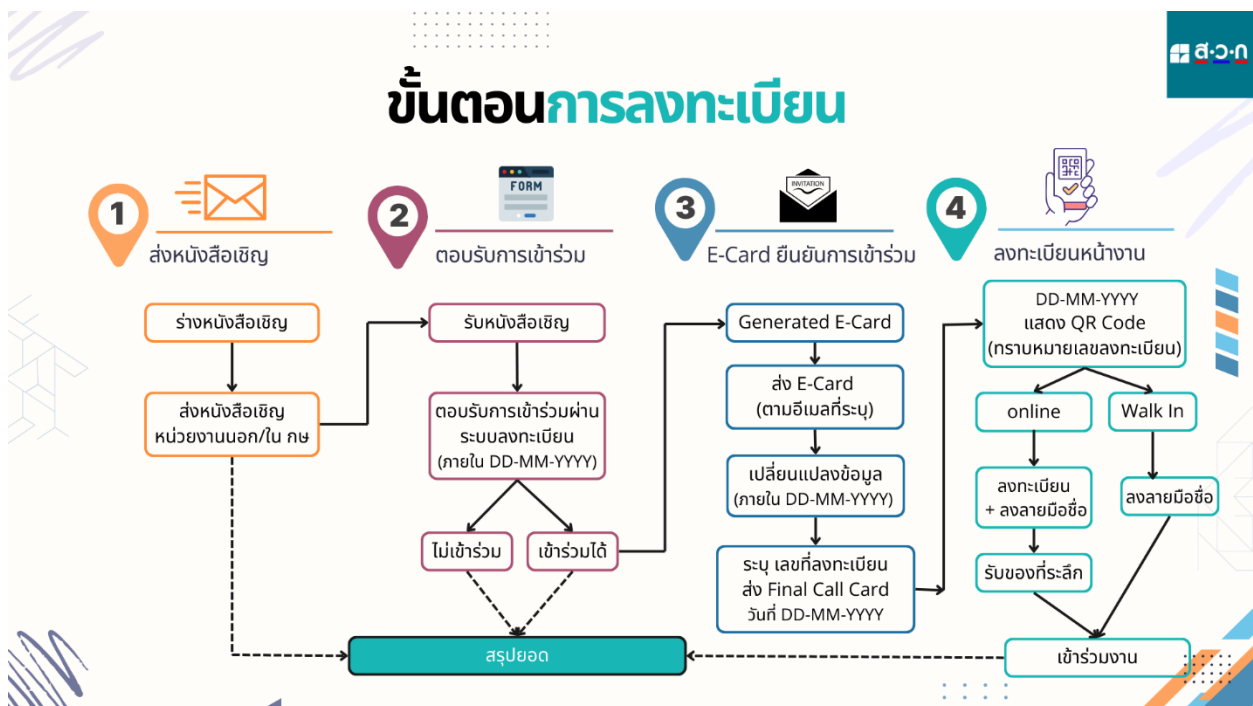 ส·ว·ก
ขั้นตอนการลงทะเบียน
1
ส่งหนังสือเชิญ
FORM
2
ตอบรับการเข้าร่วม
INVITATION
3
E-Card ยืนยันการเข้าร่วม
4
ลงทะเบียนหน้างาน
ร่างหนังสือเชิญ
ส่งหนังสือเชิญ
หน่วยงานนอก/ใน กษ
รับหนังสือเชิญ
ตอบรับการเข้าร่วมผ่าน
ระบบลงทะเบียน
(ภายใน DD-MM-YYYY)
ไม่เข้าร่วม
เข้าร่วมได้
Generated E-Card
ส่ง E-Card
(ตามอีเมลที่ระบุ)
เปลี่ยนแปลงข้อมูล
(ภายใน DD-MM-YYYY)
ระบุ เลขที่ลงทะเบียน
ส่ง Final Call Card
วันที่ DD-MM-YYYY
DD-MM-YYYY
แสดง QR Code
(ทราบหมายเลขลงทะเบียน)
online
Walk In
ลงทะเบียน
+ ลงลายมือชื่อ
ลงลายมือชื่อ
รับของที่ระลึก
เข้าร่วมงาน
สรุปยอด